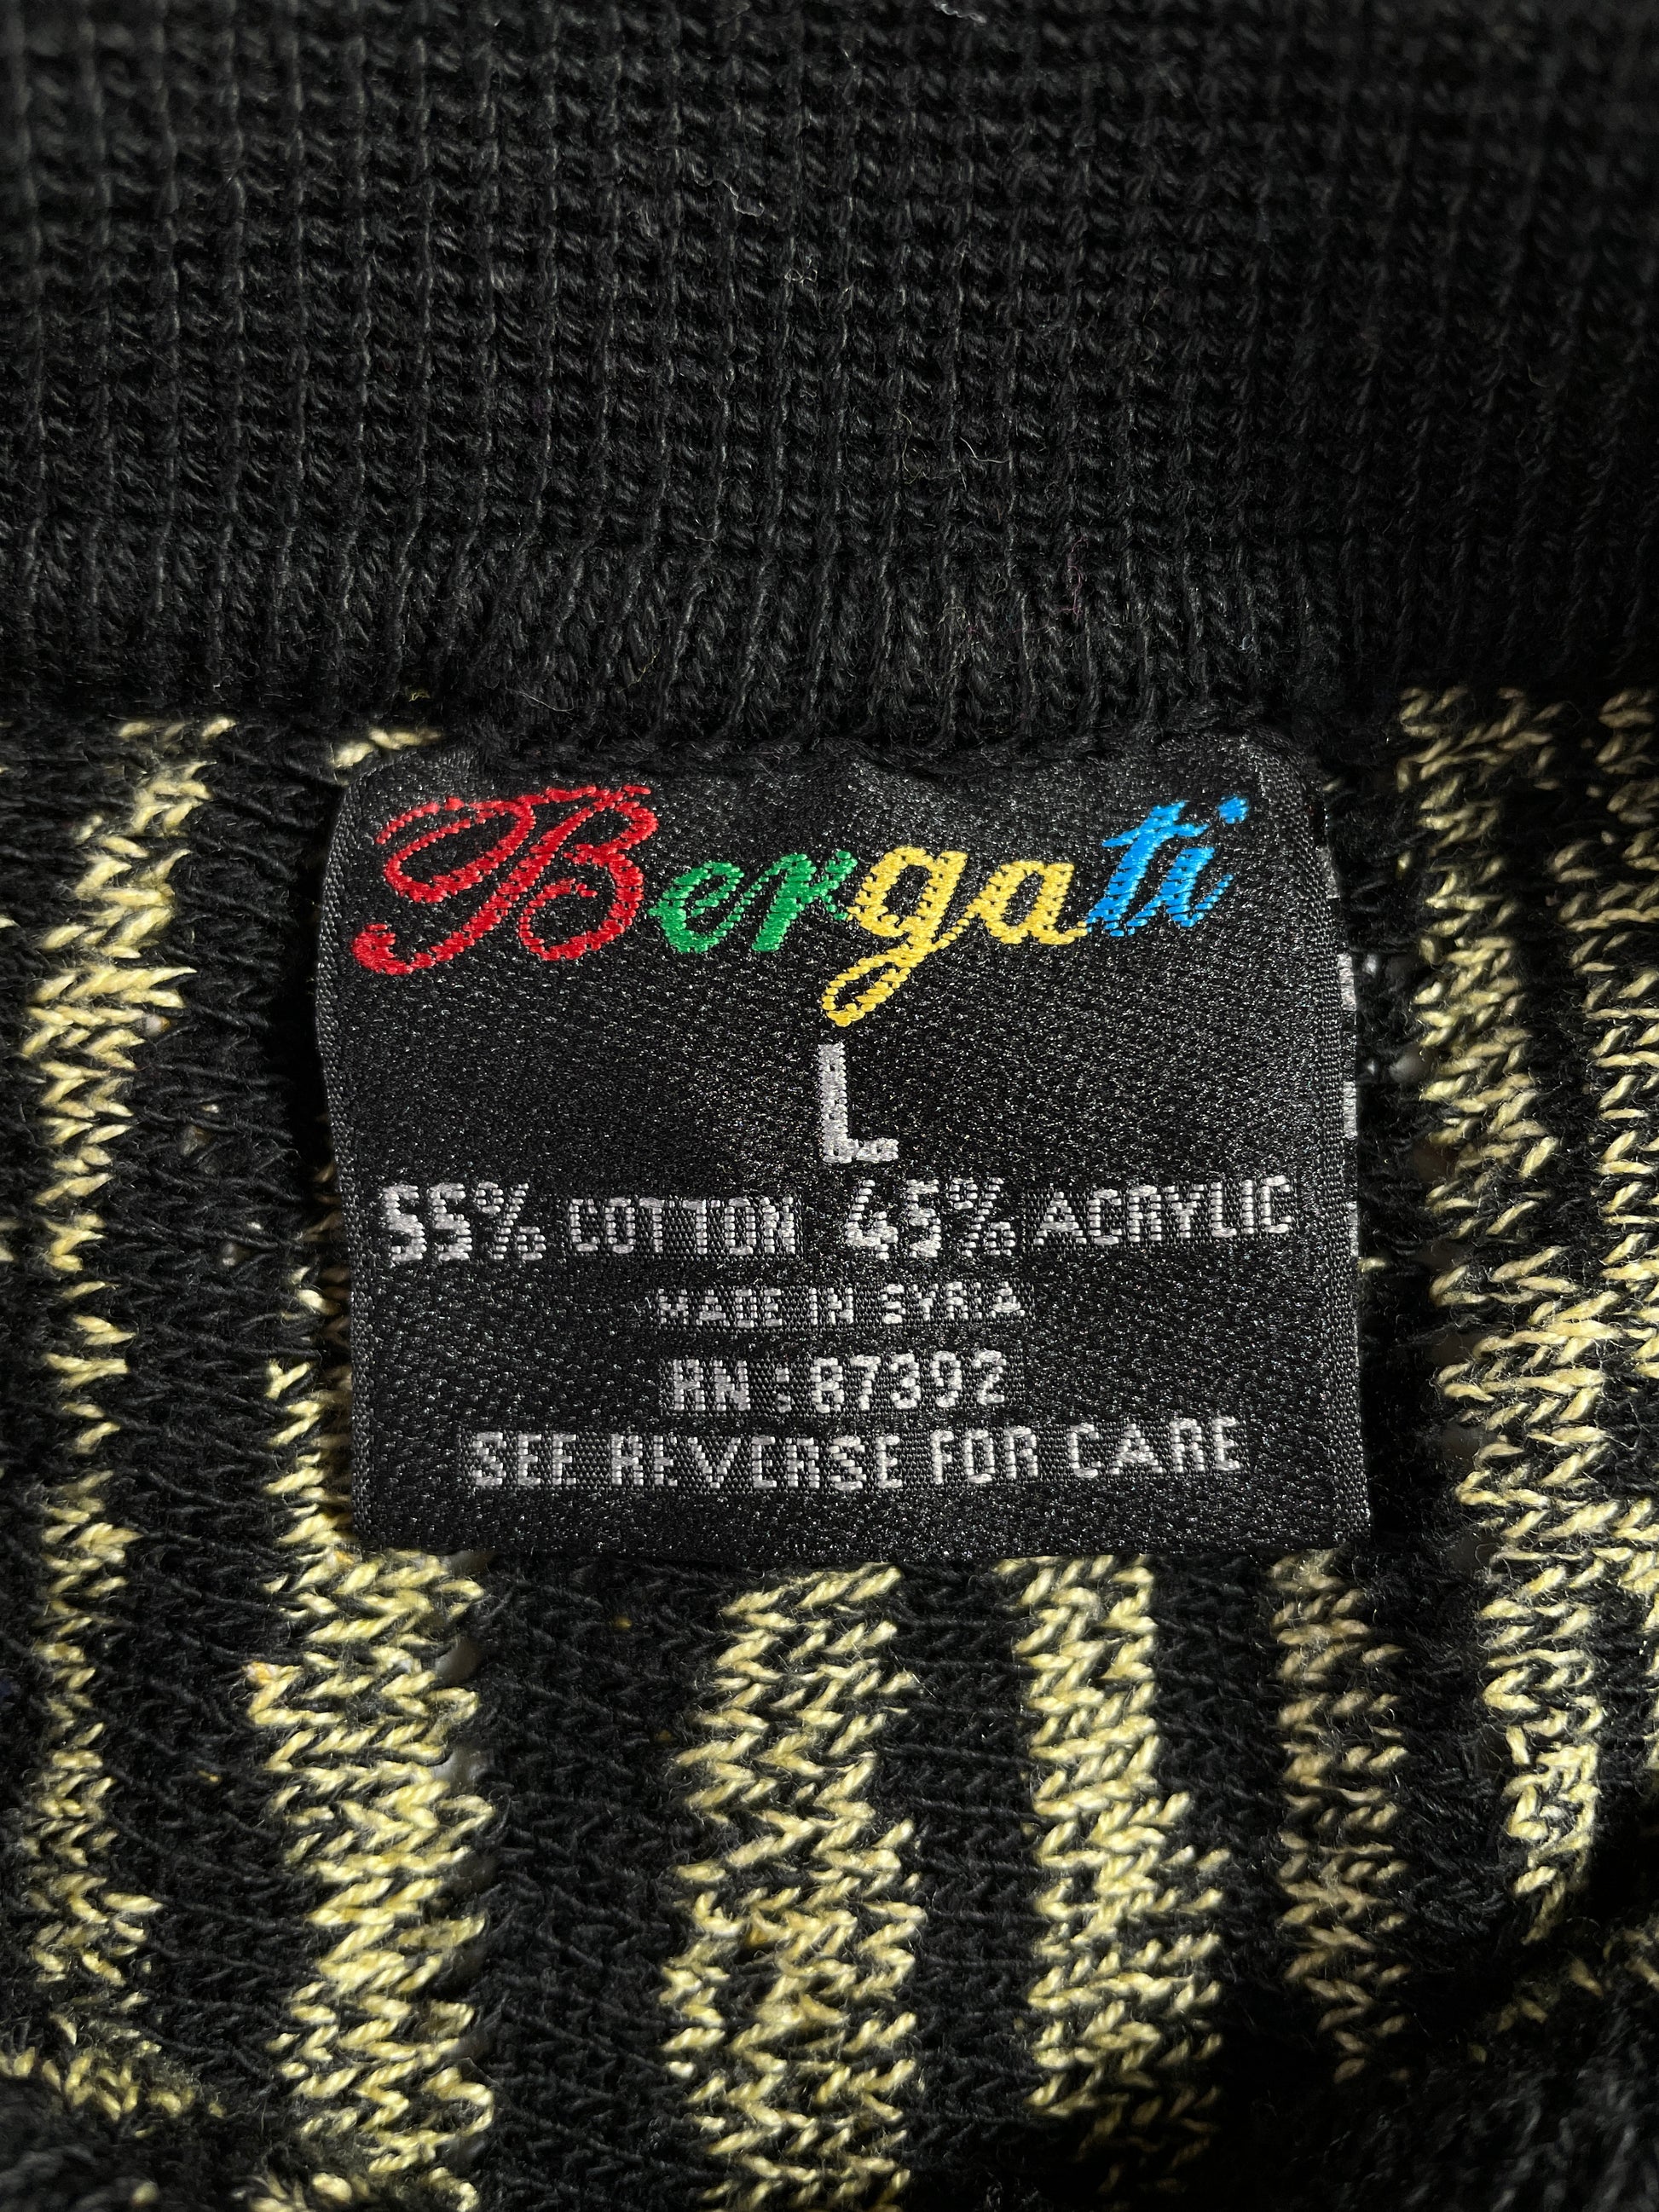 Bergati
L
55% COTTON 45% ACRYLIC
MADE IN SYRIA
RN : 87392
SEE REVERSE FOR CARE